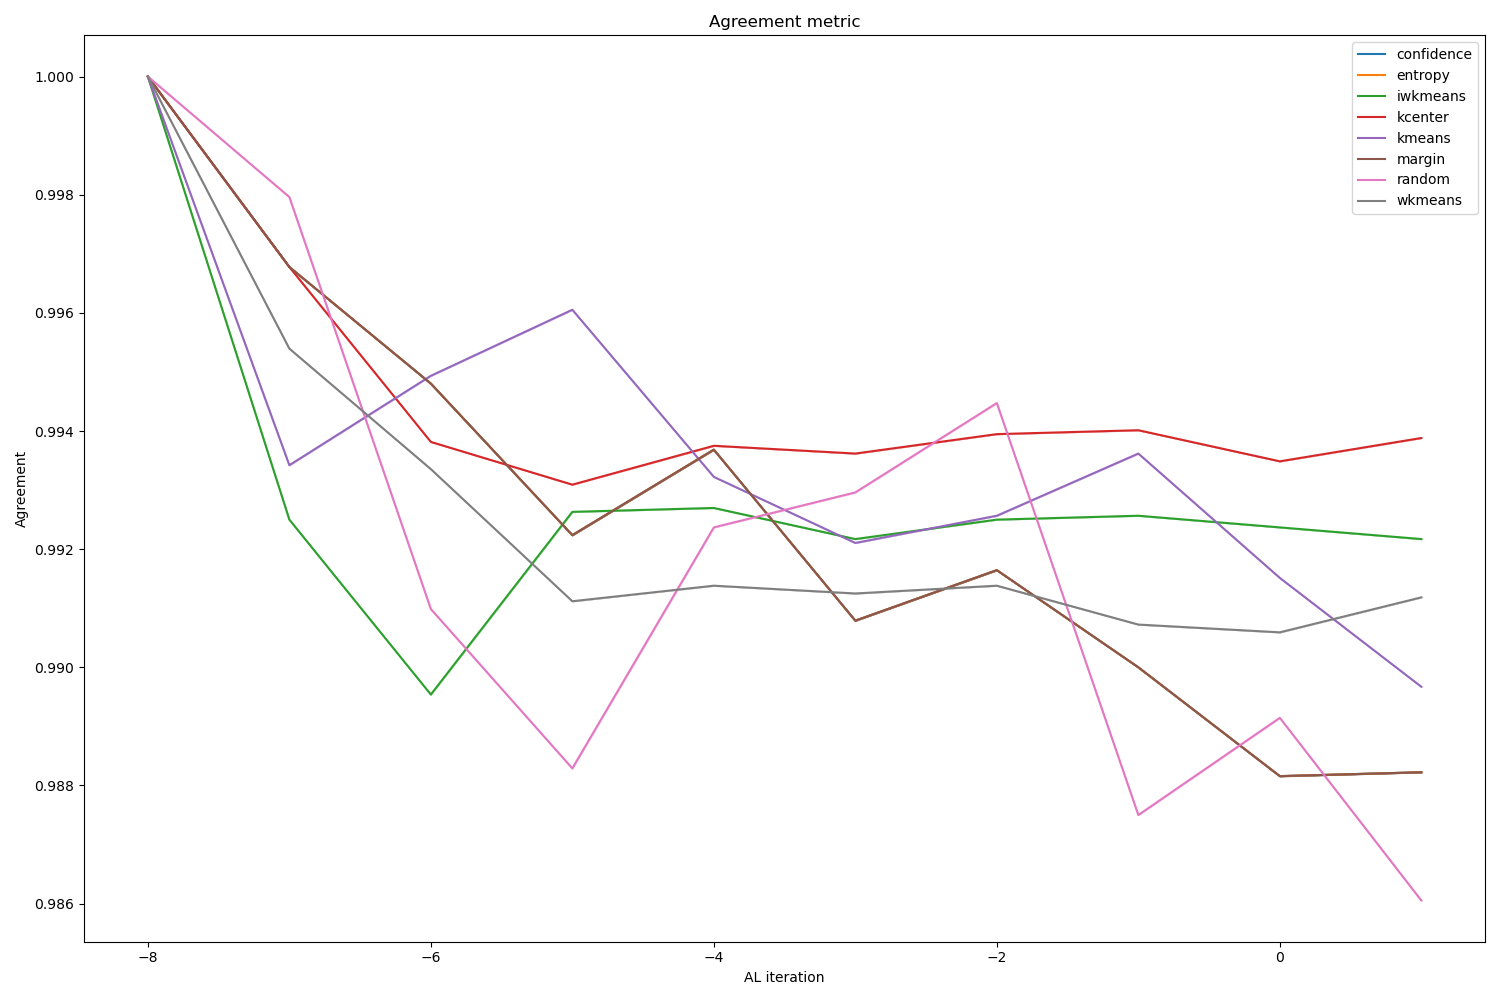 Agreement metric
confidence
entropy
iwkmeans
kcenter
kmeans
margin
random
wkmeans
1.000
0.998
0.996
0.994
0.992
0.990
0.988
0.986
Agreement
−8
−6
−4
−2
0
AL iteration